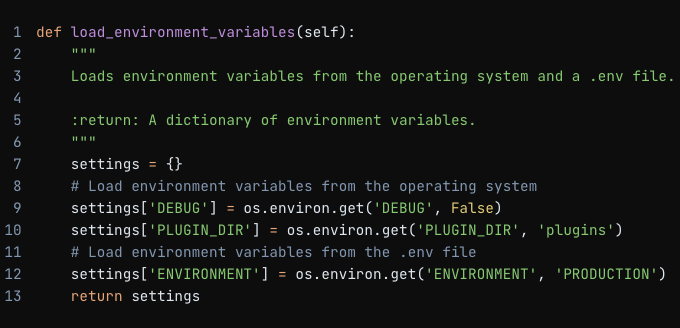 1 def load_environment_variables(self):
2     """
3     Loads environment variables from the operating system and a .env file.
4
5     :return: A dictionary of environment variables.
6     """
7     settings = {}
8     # Load environment variables from the operating system
9     settings['DEBUG'] = os.environ.get('DEBUG', False)
10     settings['PLUGIN_DIR'] = os.environ.get('PLUGIN_DIR', 'plugins')
11     # Load environment variables from the .env file
12     settings['ENVIRONMENT'] = os.environ.get('ENVIRONMENT', 'PRODUCTION')
13     return settings